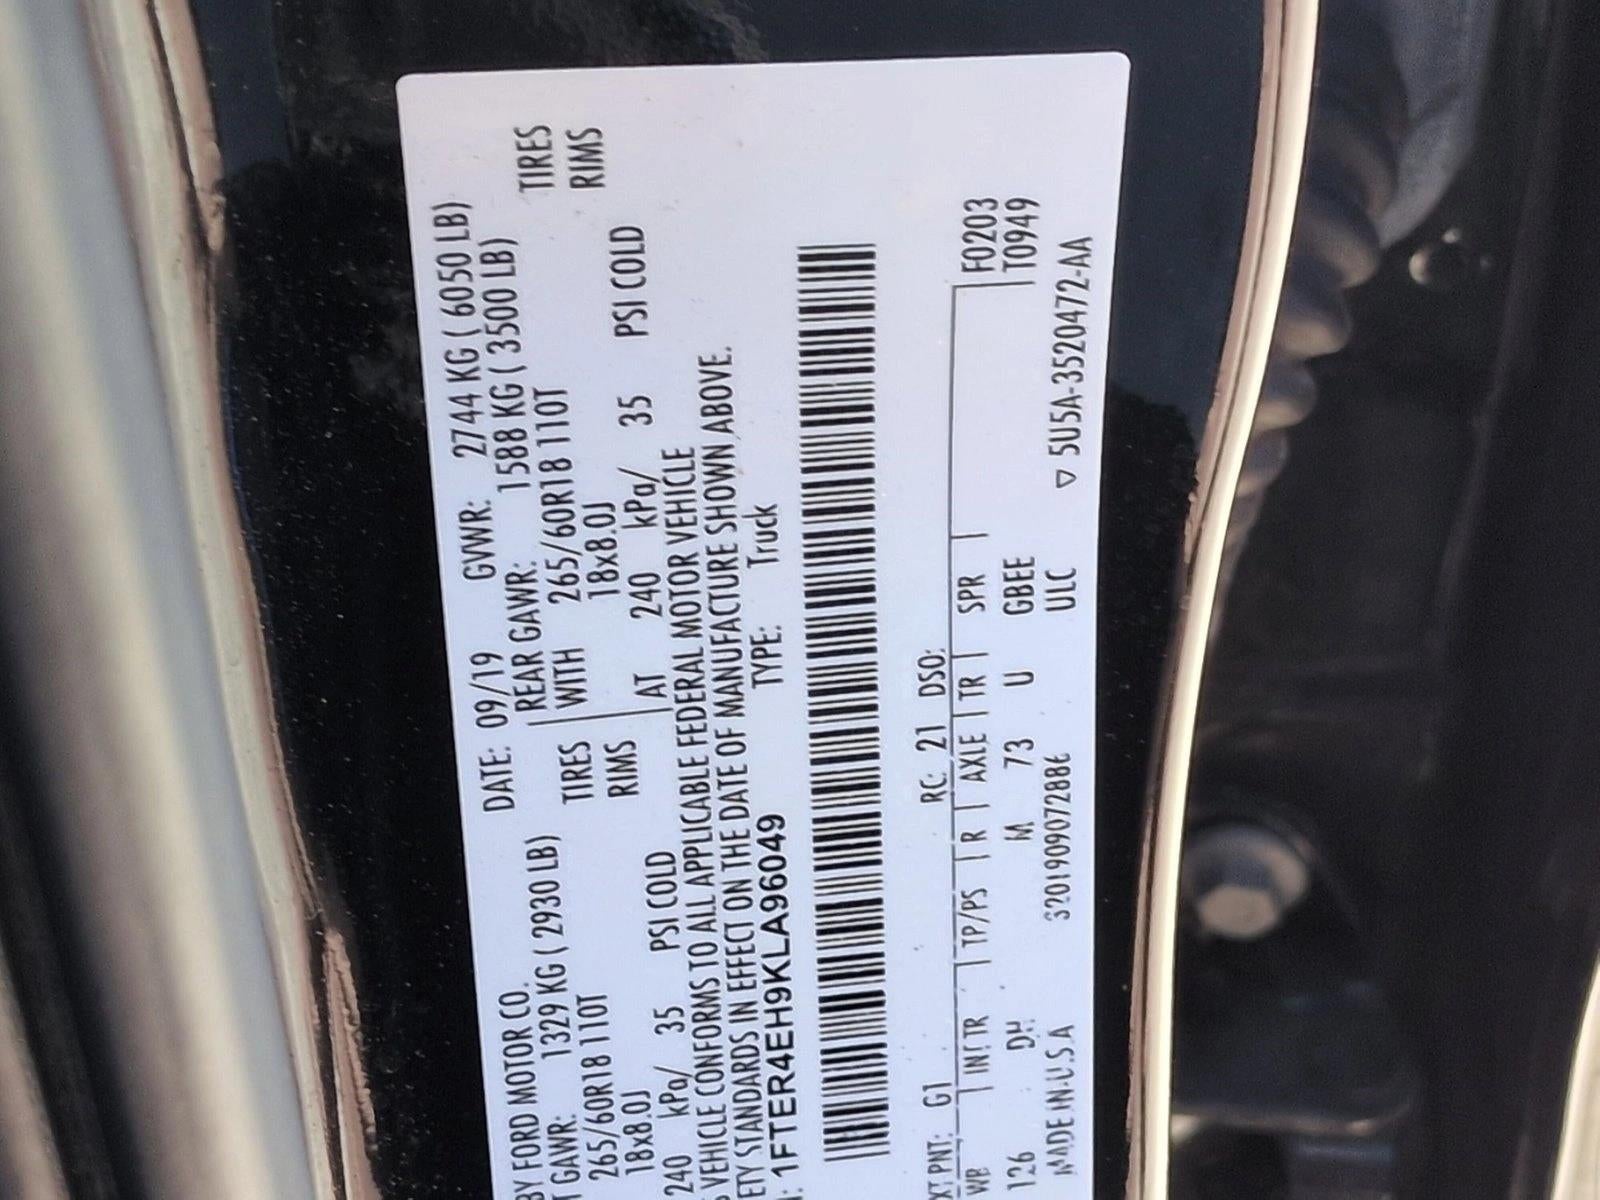 BY FORD MOTOR CO. DATE: 09/19 GVWR: 2744 KG ( 6050 LB)
T GAWR: 1329 KG ( 2930 LB) REAR GAWR: 1588 KG ( 3500 LB)
265/60R18 110T TIRES WITH 265/60R18 110T TIRES
18x8.0J RIMS 18x8.0J RIMS
240 kPa/ 35 PSI COLD AT 240 kPa/ 35 PSI COLD
VEHICLE CONFORMS TO ALL APPLICABLE FEDERAL MOTOR VEHICLE
ETY STANDARDS IN EFFECT ON THE DATE OF MANUFACTURE SHOWN ABOVE.
: 1FTER4EH9KLA96049 TYPE: Truck
XT PNT: G1 RC: 21 DSO:
WB INT TR TP/PS R AXLE TR SPR F0203
126 DH M 73 U GBEE T0949
MADE IN U.S.A ULC
▽ 5U5A-3520472-AA